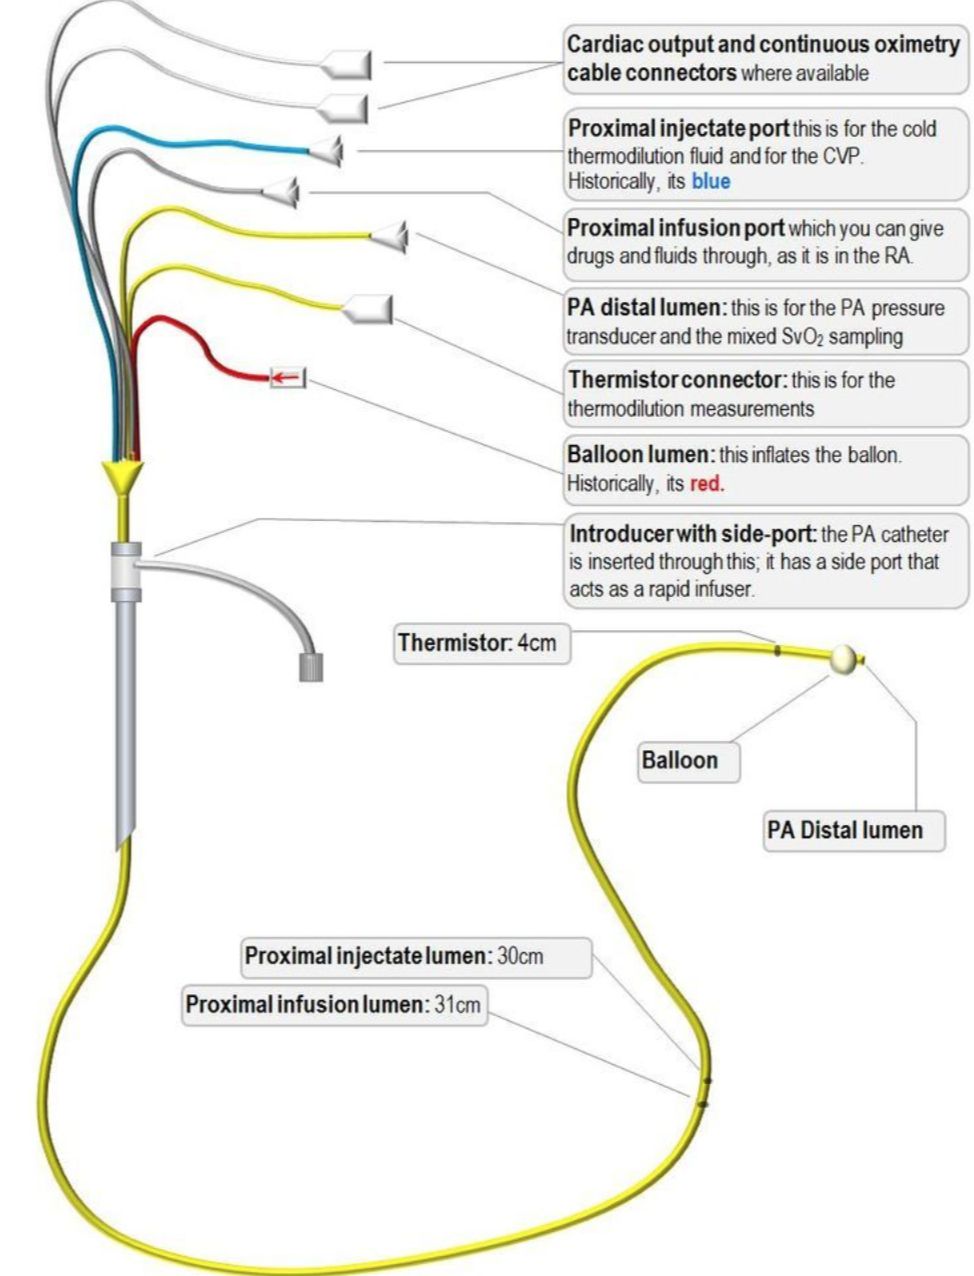 Cardiac output and continuous oximetry
cable connectors where available
Proximal injectate port this is for the cold
thermodilution fluid and for the CVP.
Historically, its blue
Proximal infusion port which you can give
drugs and fluids through, as it is in the RA.
PA distal lumen: this is for the PA pressure
transducer and the mixed SvO₂ sampling
Thermistor connector: this is for the
thermodilution measurements
Balloon lumen: this inflates the ballon.
Historically, its red.
Introducer with side-port: the PA catheter
is inserted through this; it has a side port that
acts as a rapid infuser.
Thermistor: 4cm
Balloon
PA Distal lumen
Proximal injectate lumen: 30cm
Proximal infusion lumen: 31cm